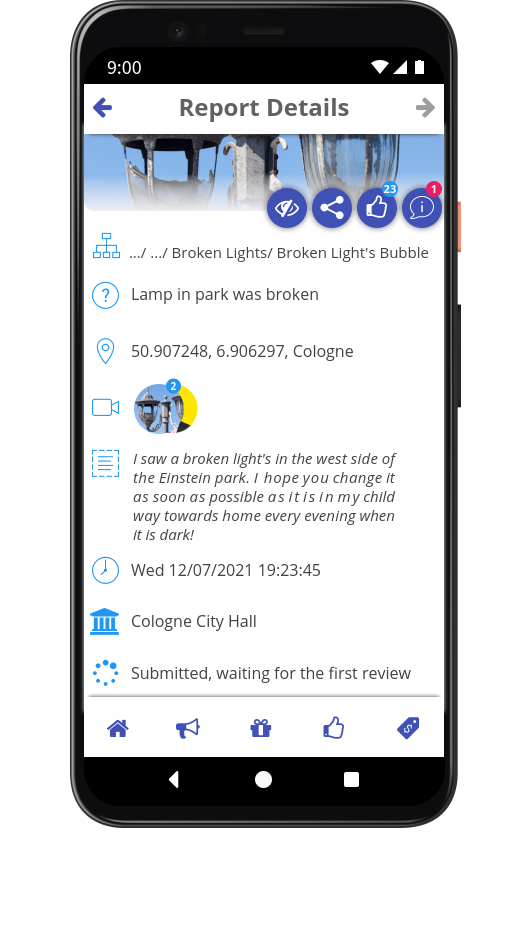 9:00
Report Details
23
1
.../ .../ Broken Lights/ Broken Light's Bubble
Lamp in park was broken
50.907248, 6.906297, Cologne
2
I saw a broken light's in the west side of
the Einstein park. I hope you change it
as soon as possible as it is in my child
way towards home every evening when
it is dark!
Wed 12/07/2021 19:23:45
Cologne City Hall
Submitted, waiting for the first review